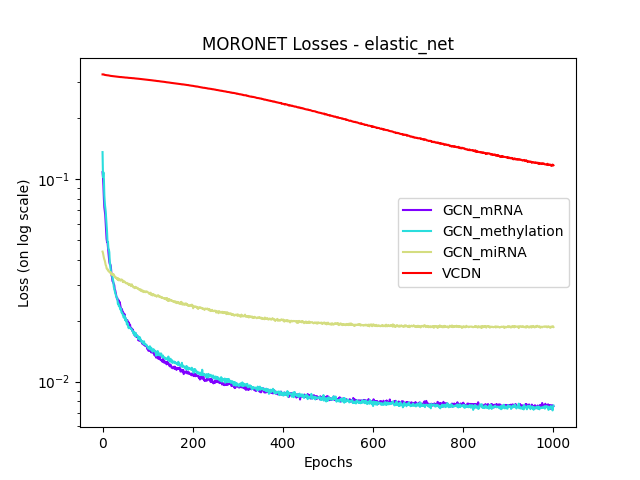 MORONET Losses - elastic_net
Loss (on log scale)
10^{-1}
10^{-2}
GCN_mRNA
GCN_methylation
GCN_miRNA
VCDN
0 200 400 600 800 1000
Epochs